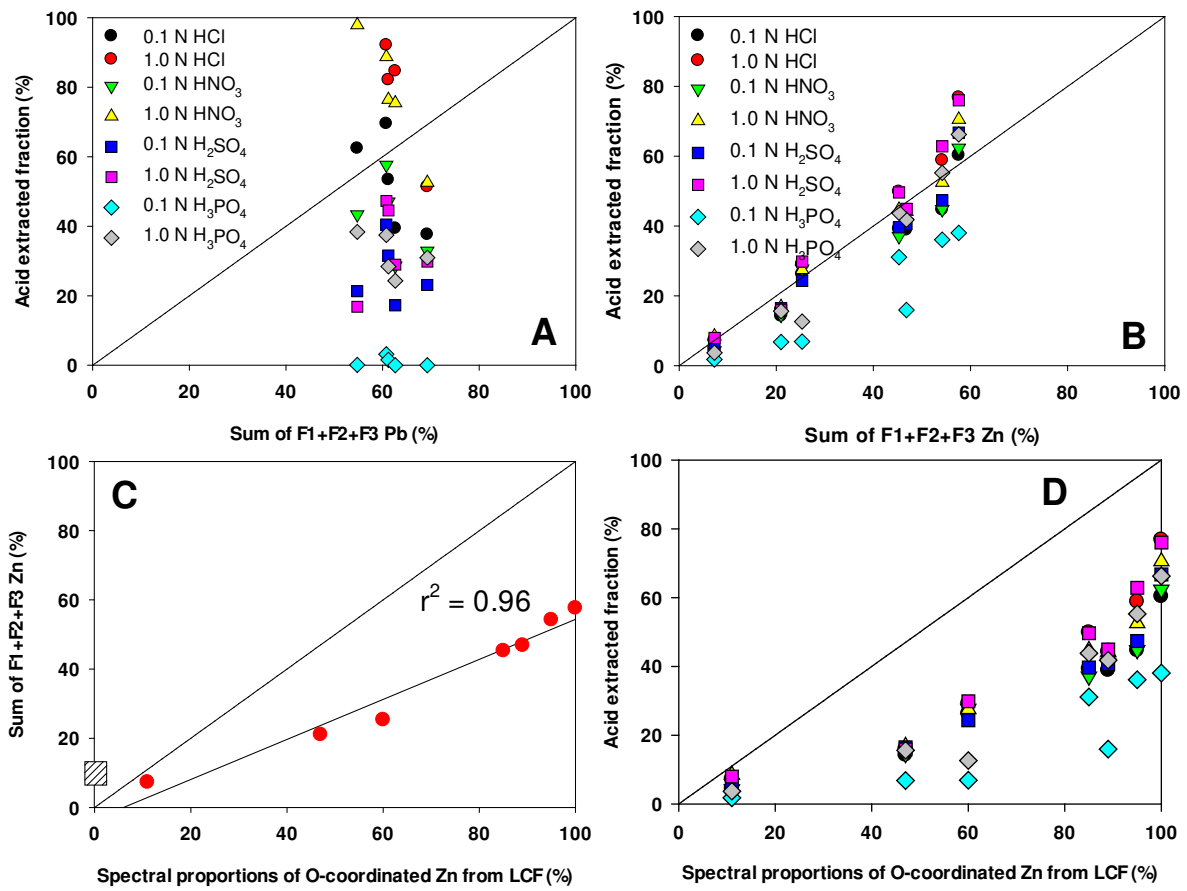 100
80
60
40
20
0
Acid extracted fraction (%)
0.1 N HCl
1.0 N HCl
0.1 N HNO3
1.0 N HNO3
0.1 N H2SO4
1.0 N H2SO4
0.1 N H3PO4
1.0 N H3PO4
A
0 20 40 60 80 100
Sum of F1+F2+F3 Pb (%)
100
80
60
40
20
0
Acid extracted fraction (%)
0.1 N HCl
1.0 N HCl
0.1 N HNO3
1.0 N HNO3
0.1 N H2SO4
1.0 N H2SO4
0.1 N H3PO4
1.0 N H3PO4
B
0 20 40 60 80 100
Sum of F1+F2+F3 Zn (%)
100
80
60
40
20
0
Sum of F1+F2+F3 Zn (%)
C
r2 = 0.96
0 20 40 60 80 100
Spectral proportions of O-coordinated Zn from LCF (%)
100
80
60
40
20
0
Acid extracted fraction (%)
D
0 20 40 60 80 100
Spectral proportions of O-coordinated Zn from LCF (%)